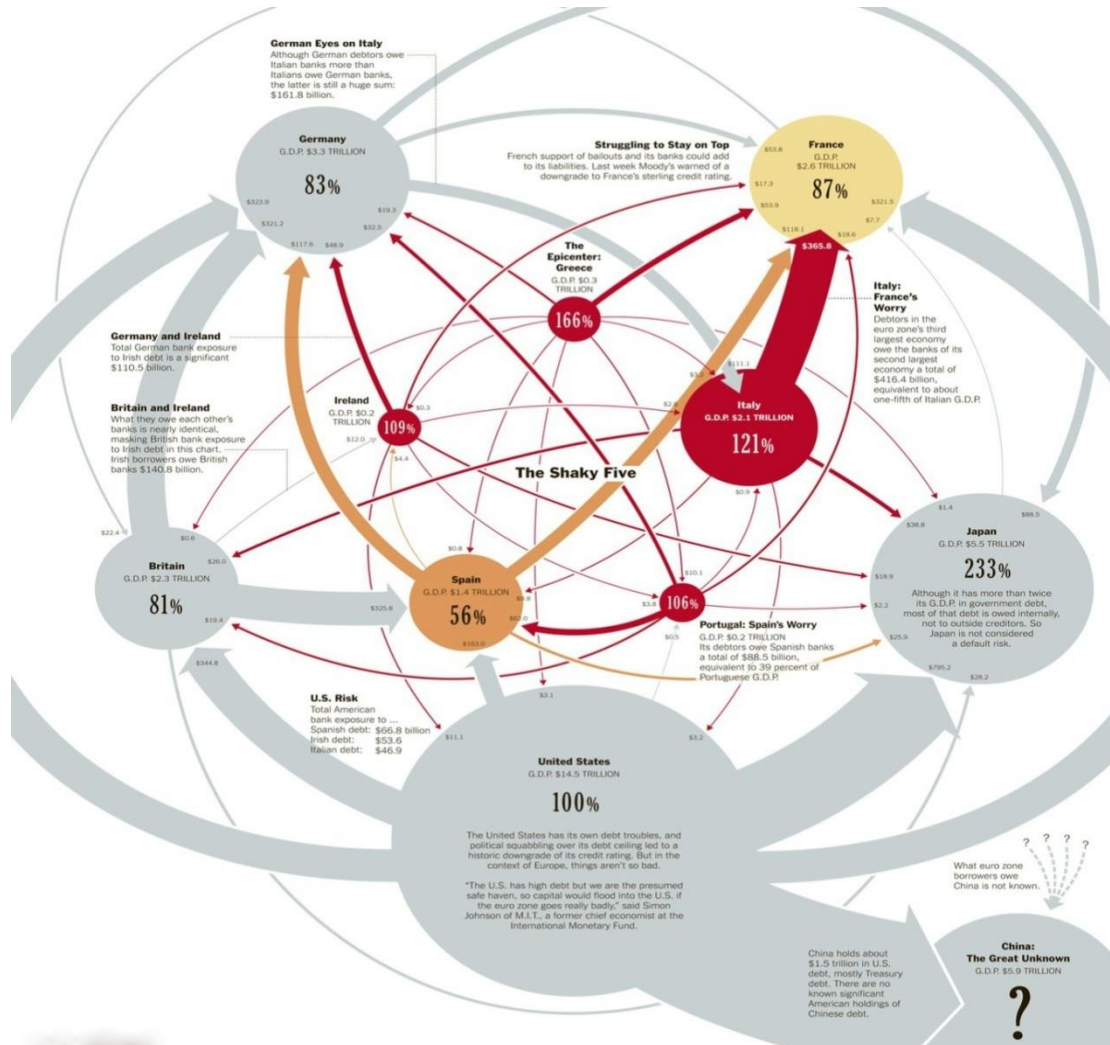 German Eyes on Italy
Although German debtors owe
Italian banks more than
Italians owe German banks,
the latter is still a huge sum:
$161.8 billion.
Germany
G.D.P. $3.3 TRILLION
83%
$323.9
$321.2
$117.6
$48.9
$32.5
$19.3
Struggling to Stay on Top
French support of bailouts and its banks could add
to its liabilities. Last week Moody's warned of a
downgrade to France's sterling credit rating.
France
G.D.P.
$2.6 TRILLION
87%
$53.8
$17.3
$53.9
$118.1
$365.8
$18.6
$7.7
$321.5
The
Epicenter:
Greece
G.D.P. $0.3
TRILLION
166%
Italy:
France's
Worry
Debtors in the
euro zone's third
largest economy
owe the banks of its
second largest
economy a total of
$416.4 billion,
equivalent to about
one-fifth of Italian G.D.P.
Germany and Ireland
Total German bank exposure
to Irish debt is a significant
$110.5 billion.
Britain and Ireland
What they owe each other's
banks is nearly identical,
masking British bank exposure
to Irish debt in this chart.
Irish borrowers owe British
banks $140.8 billion.
Ireland
G.D.P. $0.2
TRILLION
109%
$0.3
$12.0
$4.4
$111.1
Italy
G.D.P. $2.1 TRILLION
121%
$0.9
The Shaky Five
$22.4
$0.6
$26.0
Britain
G.D.P. $2.3 TRILLION
81%
$19.4
$344.8
$325.8
$0.8
Spain
G.D.P. $1.4 TRILLION
56%
$10.1
$3.8
106%
$0.5
Portugal: Spain's Worry
G.D.P. $0.2 TRILLION
Its debtors owe Spanish banks
a total of $88.5 billion,
equivalent to 39 percent of
Portuguese G.D.P.
$1.4
$38.8
$88.5
Japan
G.D.P. $5.5 TRILLION
233%
Although it has more than twice
its G.D.P. in government debt,
most of that debt is owed internally,
not to outside creditors. So
Japan is not considered
a default risk.
$18.9
$2.2
$25.9
$796.2
$28.2
U.S. Risk
Total American
bank exposure to ...
Spanish debt: $66.8 billion
Irish debt: $53.6
Italian debt: $46.9
$11.1
$3.1
$3.2
United States
G.D.P. $14.5 TRILLION
100%
The United States has its own debt troubles, and
political squabbling over its debt ceiling led to a
historic downgrade of its credit rating. But in the
context of Europe, things aren't so bad.
"The U.S. has high debt but we are the presumed
safe haven, so capital would flood into the U.S. if
the euro zone goes really badly," said Simon
Johnson of M.I.T., a former chief economist at the
International Monetary Fund.
? ? ? ?
What euro zone
borrowers owe
China is not known.
China holds about
$1.5 trillion in U.S.
debt, mostly Treasury
debt. There are no
known significant
American holdings of
Chinese debt.
China:
The Great Unknown
G.D.P. $5.9 TRILLION
?